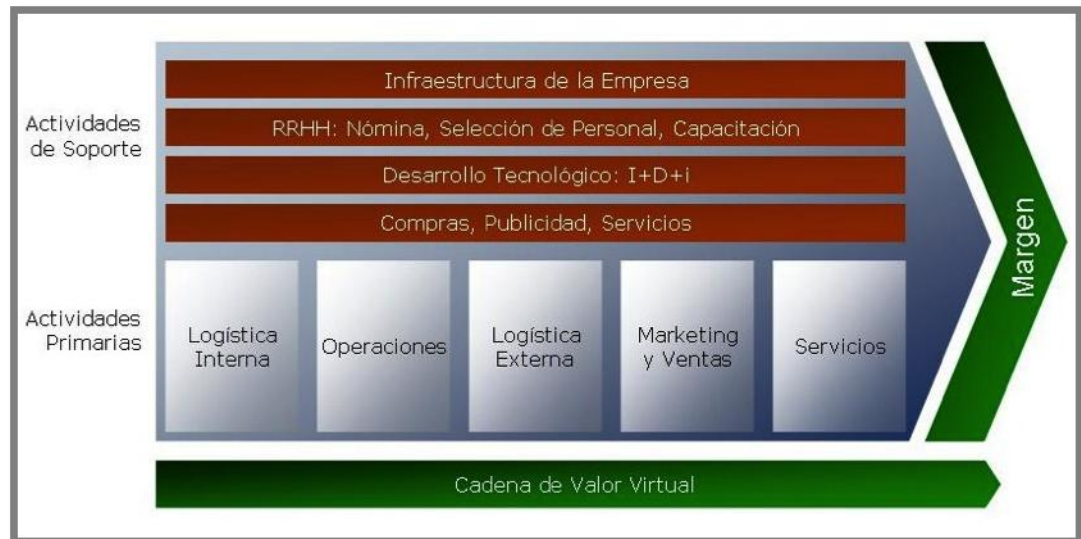 Actividades
de Soporte
Infraestructura de la Empresa
RRHH: Nómina, Selección de Personal, Capacitación
Desarrollo Tecnológico: I+D+i
Compras, Publicidad, Servicios
Actividades
Primarias
Logística
Interna
Operaciones
Logística
Externa
Marketing
y Ventas
Servicios
Margen
Cadena de Valor Virtual